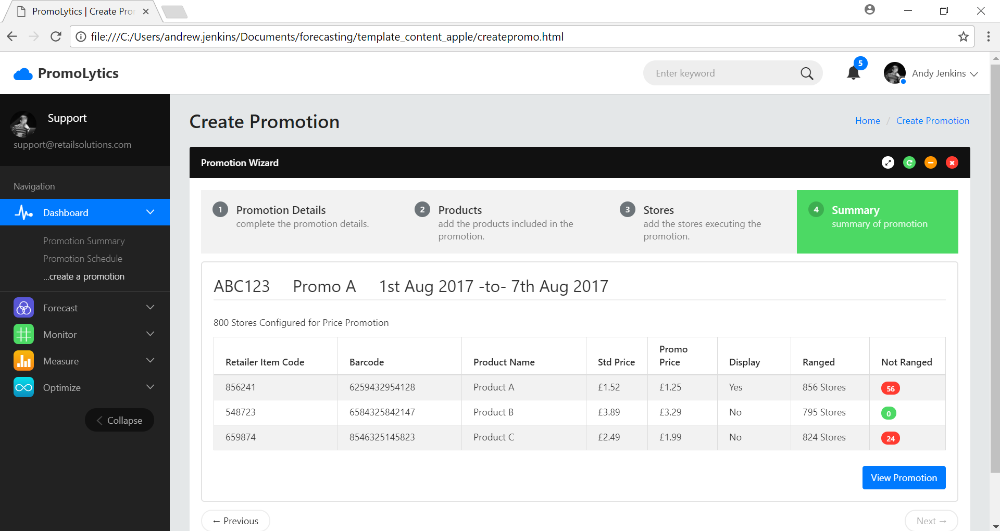 PromoLytics | Create Pro
file:///C:/Users/andrew.jenkins/Documents/forecasting/template_content_apple/createpromo.html
PromoLytics
Enter keyword
5
Andy Jenkins
Support
support@retailsolutions.com
Navigation
Dashboard
Promotion Summary
Promotion Schedule
...create a promotion
Forecast
Monitor
Measure
Optimize
Collapse
Create Promotion
Home / Create Promotion
Promotion Wizard
1 Promotion Details
complete the promotion details.
2 Products
add the products included in the
promotion.
3 Stores
add the stores executing the
promotion.
4 Summary
summary of promotion
ABC123 Promo A 1st Aug 2017 -to- 7th Aug 2017
800 Stores Configured for Price Promotion
Retailer Item Code Barcode Product Name Std Price Promo Price Display Ranged Not Ranged
856241 6259432954128 Product A £1.52 £1.25 Yes 856 Stores 56
548723 6584325842147 Product B £3.89 £3.29 No 795 Stores 0
659874 8546325145823 Product C £2.49 £1.99 No 824 Stores 24
View Promotion
← Previous
Next →